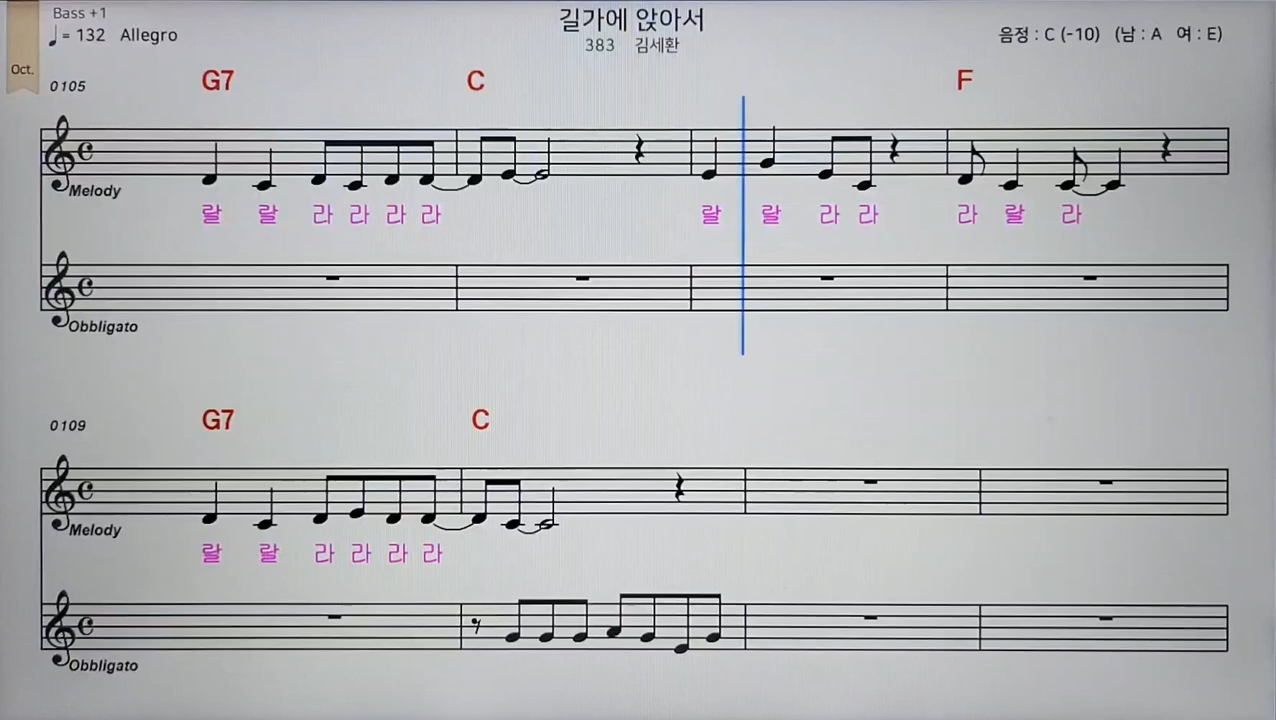 Bass +1
길가에 앉아서
♩= 132 Allegro
383 김세환
음정 : C (-10) (남 : A 여 : E)
Oct.
0105
G7 C F
Melody
랄 랄 라 라 라 라 랄 랄 라 라 라 랄 라
Obbligato
0109
G7 C
Melody
랄 랄 라 라 라 라
Obbligato